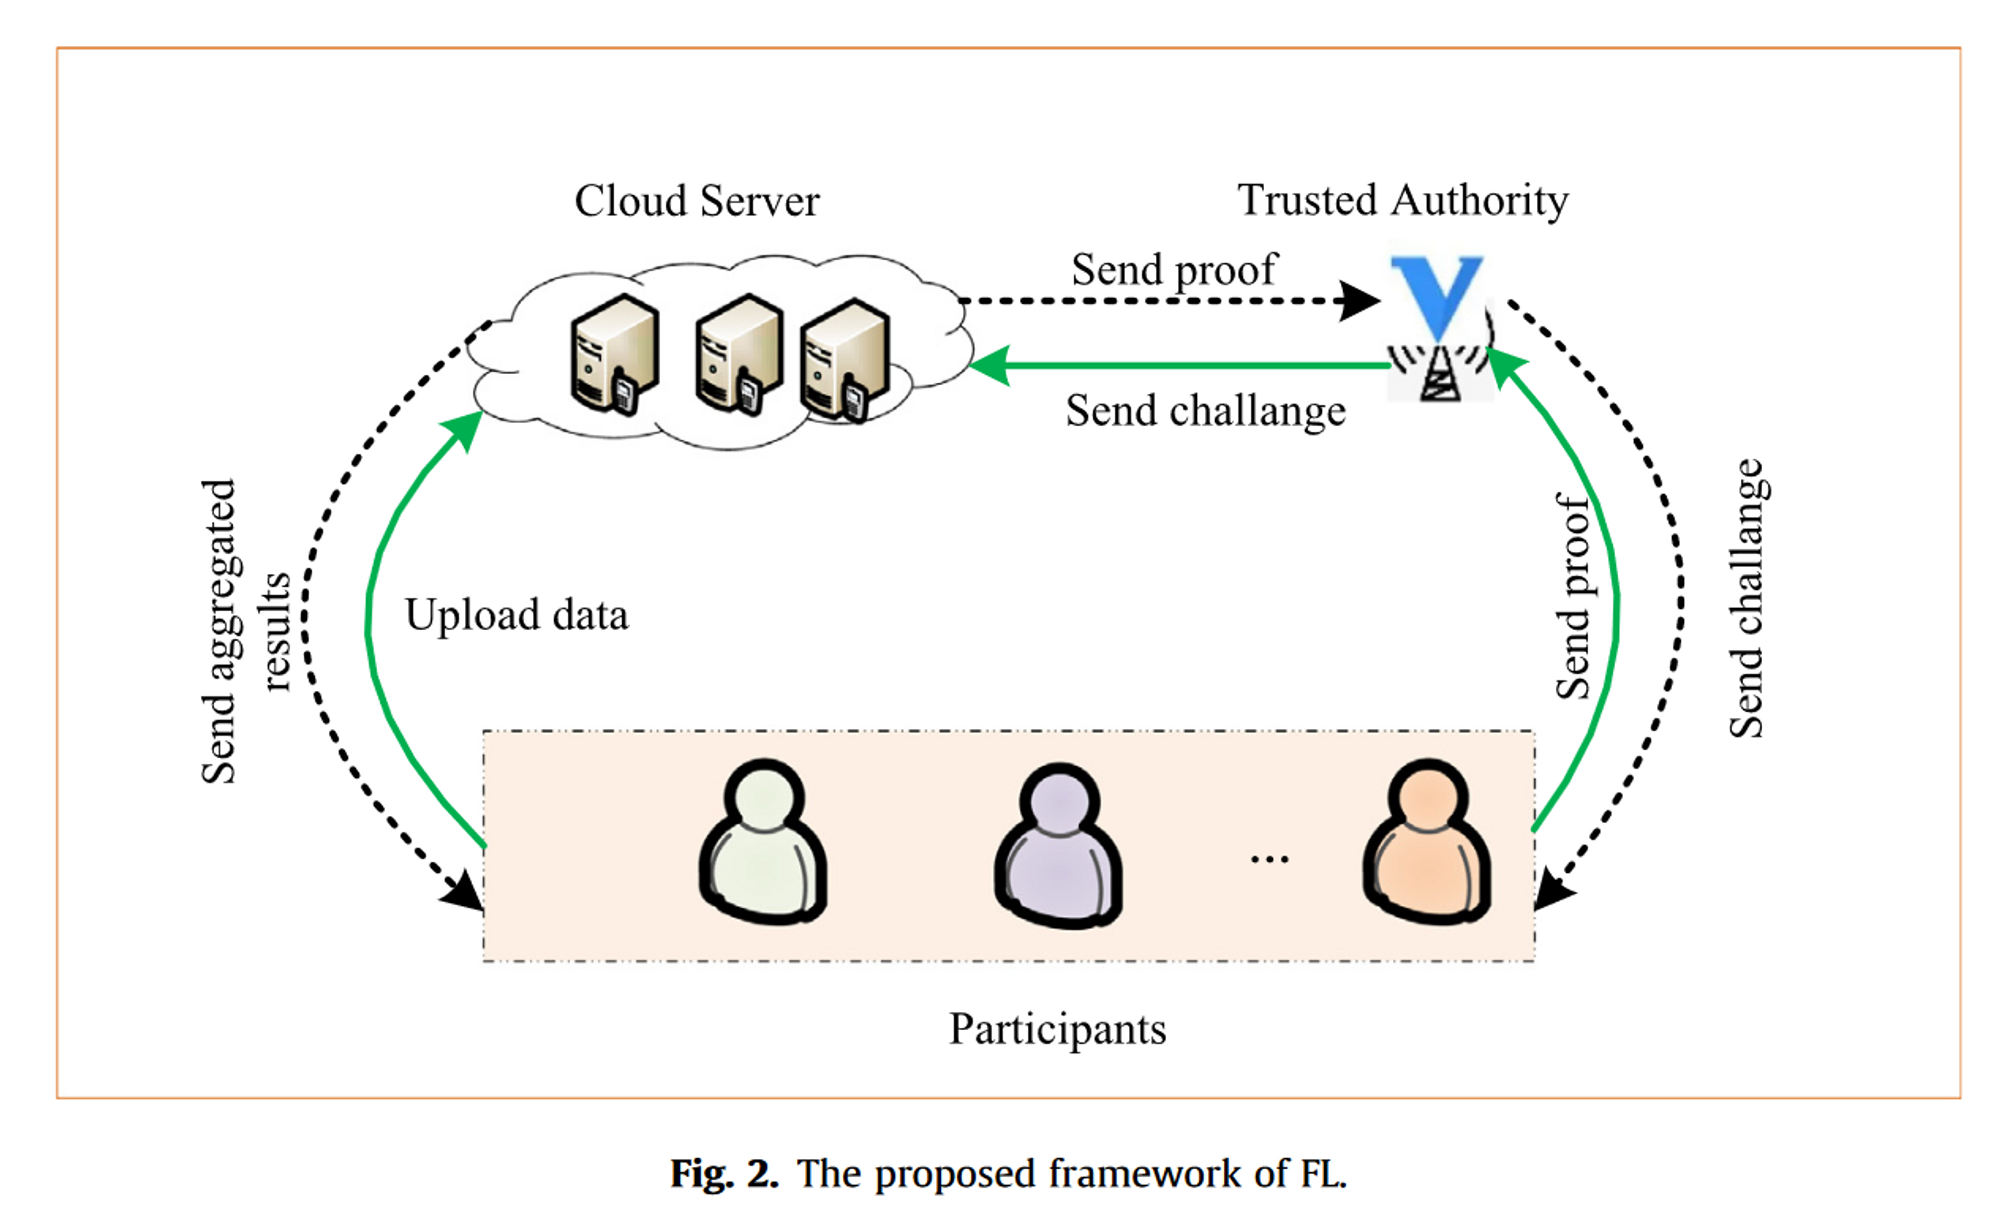 Cloud Server
Trusted Authority
Send proof
Send challange
Send aggregated
results
Upload data
Send proof
Send challange
...
Participants
Fig. 2. The proposed framework of FL.